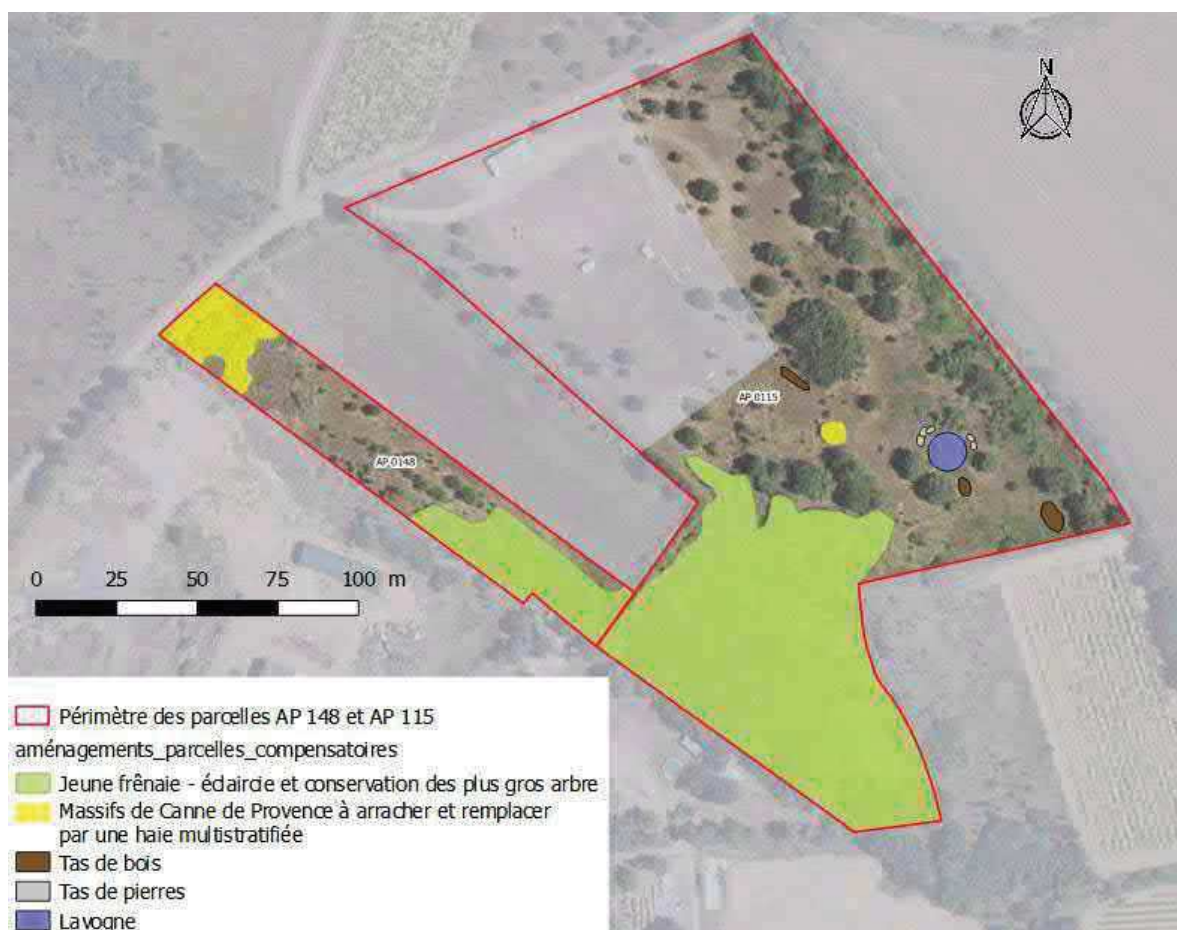 N
AP 0115
AP 0148
0 25 50 75 100 m
Périmètre des parcelles AP 148 et AP 115
aménagements_parcelles_compensatoires
Jeune frênaie - éclaircie et conservation des plus gros arbre
Massifs de Canne de Provence à arracher et remplacer
par une haie multistratifiée
Tas de bois
Tas de pierres
Lavogne